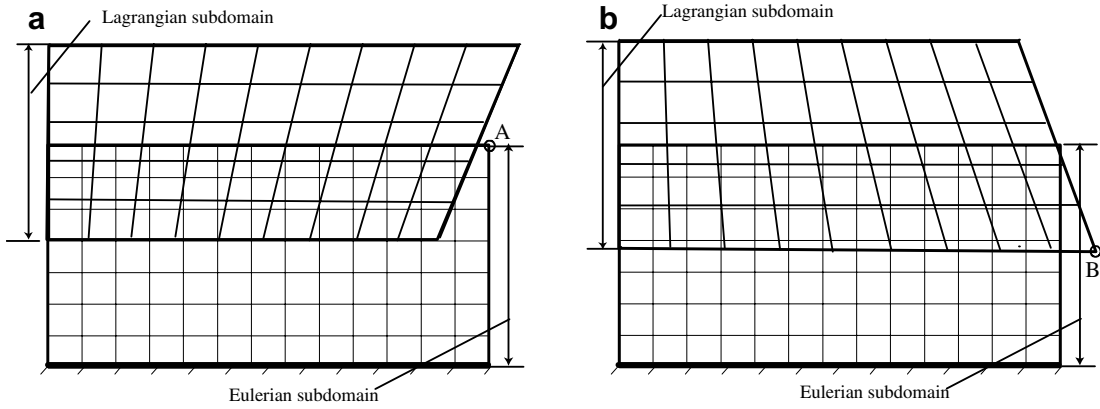 a
Lagrangian subdomain
A
Eulerian subdomain
b
Lagrangian subdomain
B
Eulerian subdomain